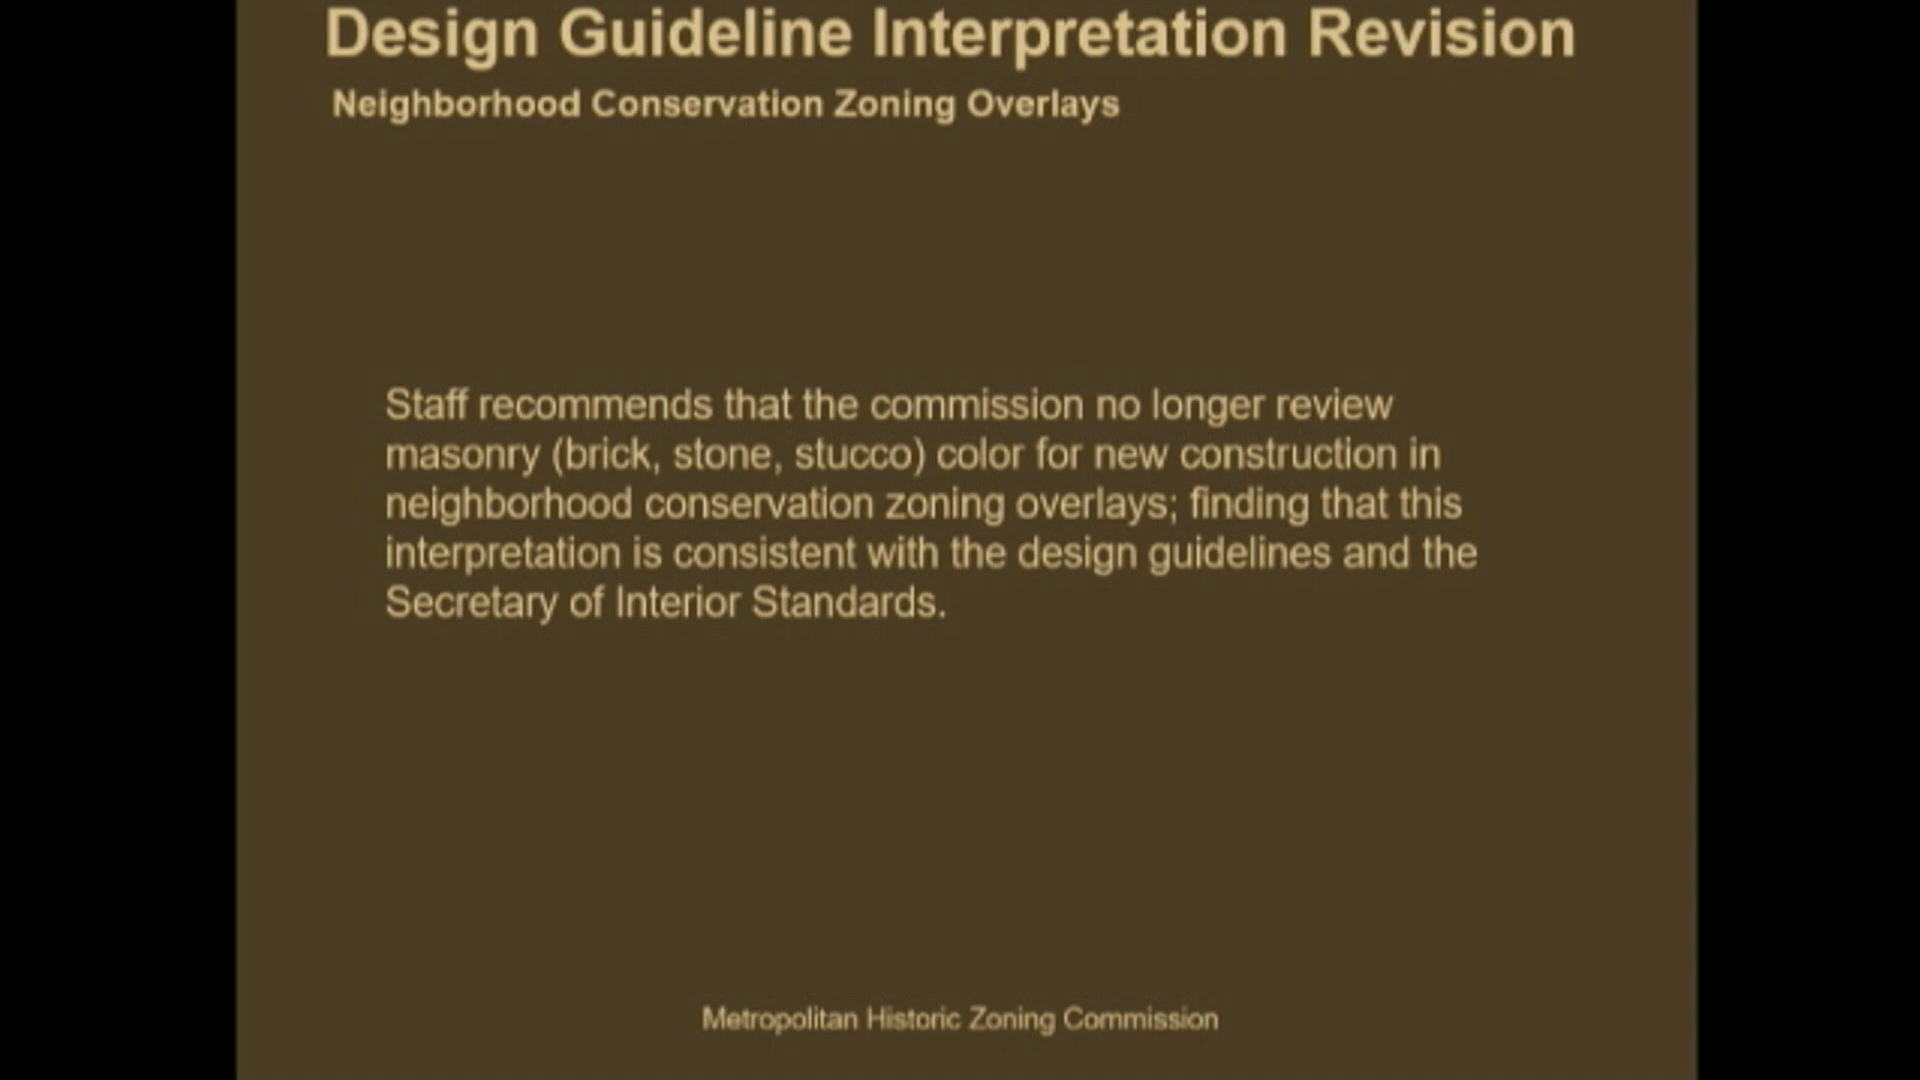 Design Guideline Interpretation Revision
Neighborhood Conservation Zoning Overlays
Staff recommends that the commission no longer review
masonry (brick, stone, stucco) color for new construction in
neighborhood conservation zoning overlays; finding that this
interpretation is consistent with the design guidelines and the
Secretary of Interior Standards.
Metropolitan Historic Zoning Commission